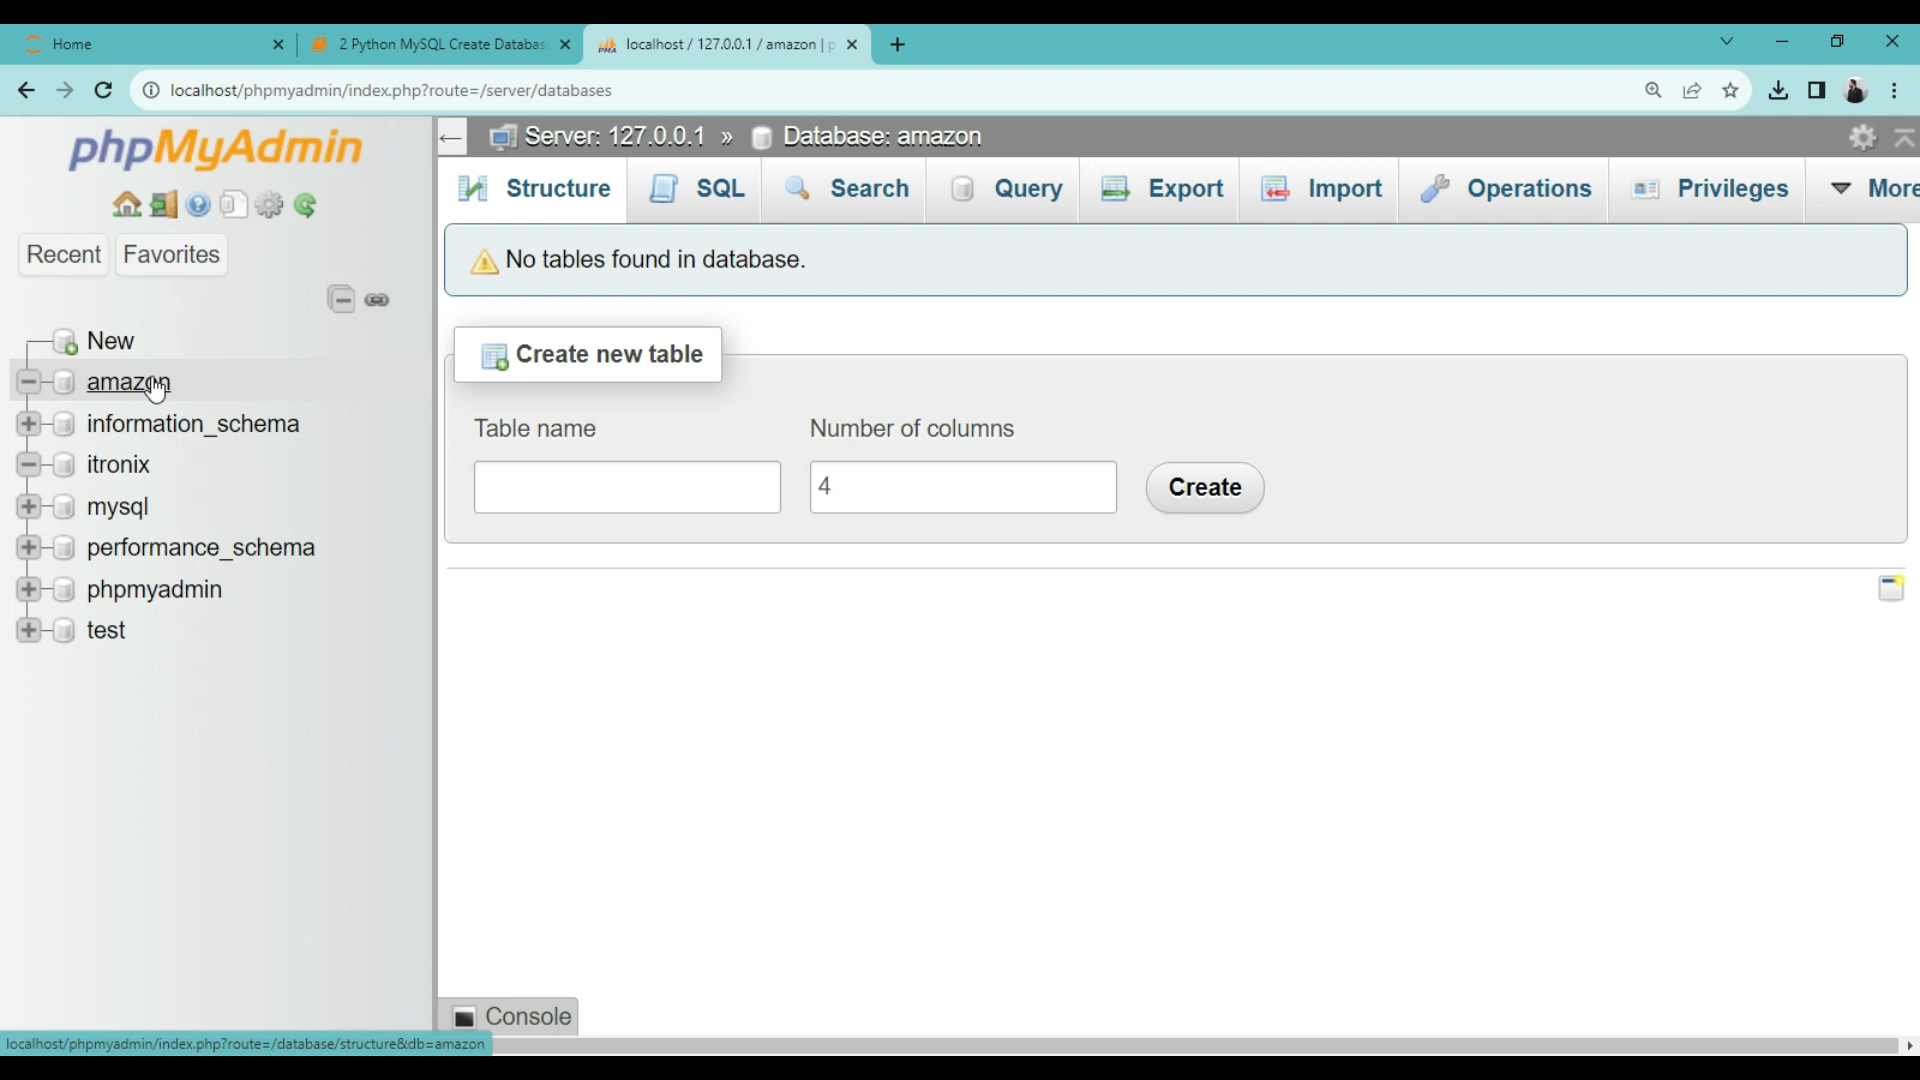 Home
2 Python MySQL Create Databas
localhost / 127.0.0.1 / amazon | p
localhost/phpmyadmin/index.php?route=/server/databases
phpMyAdmin
Server: 127.0.0.1 » Database: amazon
Structure SQL Search Query Export Import Operations Privileges More
Recent Favorites
No tables found in database.
New
amazon
information_schema
itronix
mysql
performance_schema
phpmyadmin
test
Create new table
Table name Number of columns
4 Create
Console
localhost/phpmyadmin/index.php?route=/database/structure&db=amazon